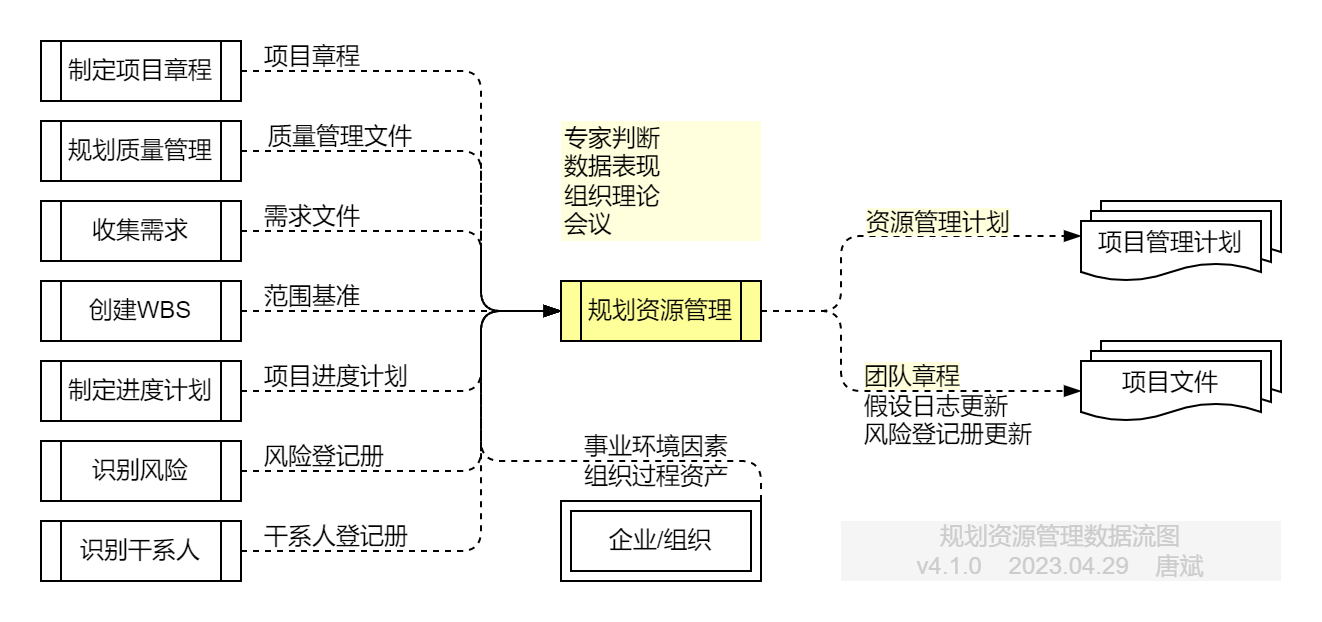 制定项目章程
项目章程
规划质量管理
质量管理文件
收集需求
需求文件
创建WBS
范围基准
制定进度计划
项目进度计划
识别风险
风险登记册
识别干系人
干系人登记册
专家判断
数据表现
组织理论
会议
规划资源管理
事业环境因素
组织过程资产
企业/组织
资源管理计划
项目管理计划
团队章程
假设日志更新
风险登记册更新
项目文件
规划资源管理数据流图
v4.1.0 2023.04.29 唐斌